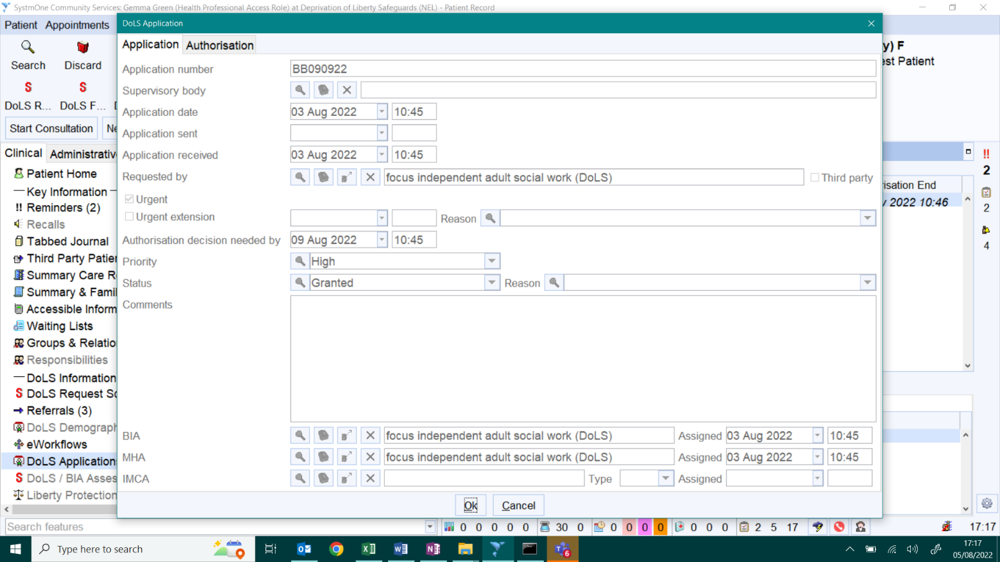 SystmOne Community Services: Gemma Green (Health Professional Access Role) at Deprivation of Liberty Safeguards (NEL) - Patient Record
Patient Appointments
DoLS Application
Search
Discard
DoLS R...
DoLS F...
Start Consultation
Ne
y) F
est Patient
Clinical
Administrativ
Patient Home
Key Information
!! Reminders (2)
Recalls
Tabbed Journal
Third Party Patie
Summary Care R
Summary & Famil
Accessible Inform
Waiting Lists
Groups & Relatio
Responsibilities
DoLS Information
DoLS Request Sc
Referrals (3)
DoLS Demograph
eWorkflows
DoLS Application
DoLS / BIA Asses
Liberty Protection
Application
Authorisation
Application number BB090922
Supervisory body
Application date 03 Aug 2022 10:45
Application sent
Application received 03 Aug 2022 10:45
Requested by focus independent adult social work (DoLS) Third party
Urgent
Urgent extension Reason
Authorisation decision needed by 09 Aug 2022 10:45
Priority High
Status Granted Reason
Comments
BIA focus independent adult social work (DoLS) Assigned 03 Aug 2022 10:45
MHA focus independent adult social work (DoLS) Assigned 03 Aug 2022 10:45
IMCA Type Assigned
Ok
Cancel
risation End
2022 10:46
!!
2
2
4
Search features
0 0 0 0 30 0 0 0 0 0 0 0 0 2 5 17
17:17
Type here to search
6
17:17
05/08/2022